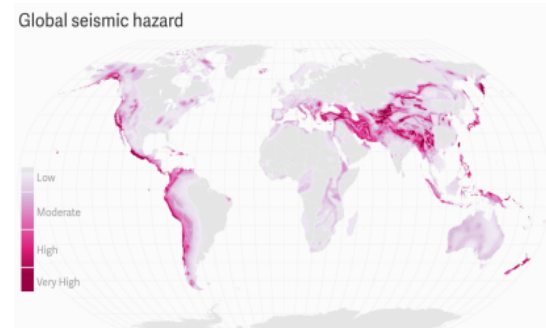 Global seismic hazard
Low
Moderate
High
Very High